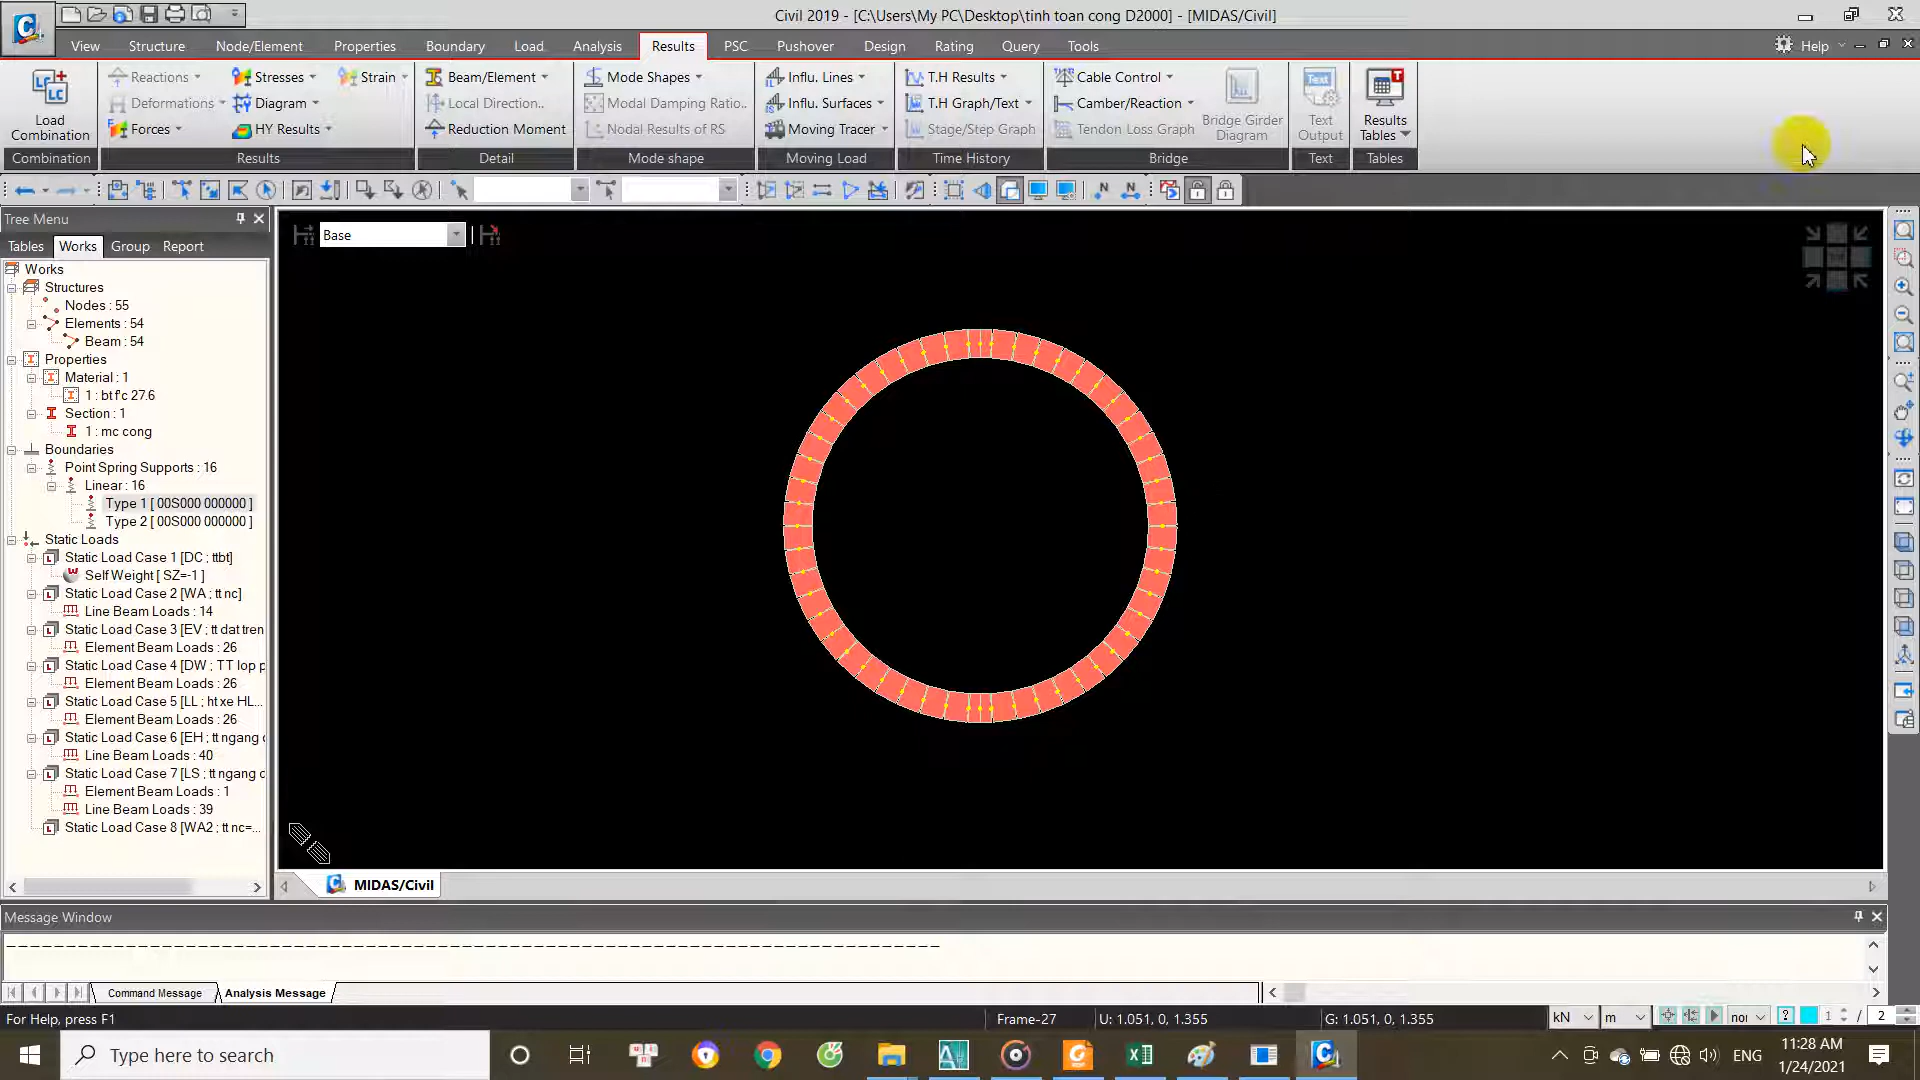 Civil 2019 - [C:\Users\My PC\Desktop\tinh toan cong D2000] - [MIDAS/Civil]
View Structure Node/Element Properties Boundary Load Analysis Results PSC Pushover Design Rating Query Tools Help
Load Combination
Reactions
Deformations
Forces
Stresses
Diagram
HY Results
Strain
Beam/Element
Local Direction..
Reduction Moment
Mode Shapes
Modal Damping Ratio..
Nodal Results of RS
Influ. Lines
Influ. Surfaces
Moving Tracer
T.H Results
T.H Graph/Text
Stage/Step Graph
Cable Control
Camber/Reaction
Tendon Loss Graph
Bridge Girder Diagram
Text Output
Results Tables
Combination Results Detail Mode shape Moving Load Time History Bridge Text Tables
Tree Menu
Tables Works Group Report
Base
Works
Structures
Nodes : 55
Elements : 54
Beam : 54
Properties
Material : 1
1 : bt f'c 27.6
Section : 1
1 : mc cong
Boundaries
Point Spring Supports : 16
Linear : 16
Type 1 [ 00S000 000000 ]
Type 2 [ 00S000 000000 ]
Static Loads
Static Load Case 1 [DC ; ttbt]
Self Weight [ SZ=-1 ]
Static Load Case 2 [WA ; tt nc]
Line Beam Loads : 14
Static Load Case 3 [EV ; tt dat tren
Element Beam Loads : 26
Static Load Case 4 [DW ; TT lop p
Element Beam Loads : 26
Static Load Case 5 [LL ; ht xe HL...
Element Beam Loads : 26
Static Load Case 6 [EH ; tt ngang d
Line Beam Loads : 40
Static Load Case 7 [LS ; tt ngang d
Element Beam Loads : 1
Line Beam Loads : 39
Static Load Case 8 [WA2 ; tt nc=...
MIDAS/Civil
Message Window
Command Message Analysis Message
For Help, press F1
Frame-27 U: 1.051, 0, 1.355 G: 1.051, 0, 1.355 kN m nor 1 / 2
Type here to search
ENG
11:28 AM
1/24/2021